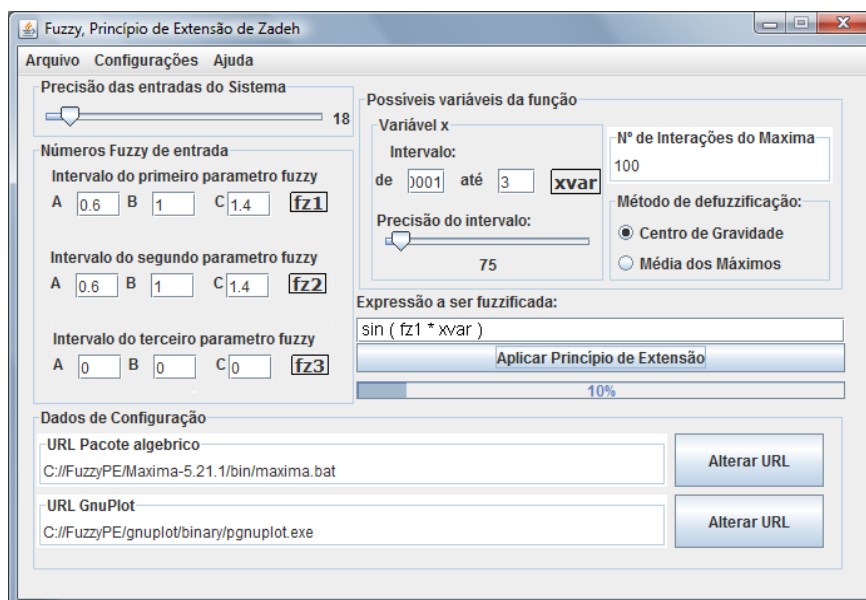 Fuzzy, Princípio de Extensão de Zadeh
Arquivo Configurações Ajuda
Precisão das entradas do Sistema
18
Números Fuzzy de entrada
Intervalo do primeiro parametro fuzzy
A 0.6 B 1 C 1.4 fz1
Intervalo do segundo parametro fuzzy
A 0.6 B 1 C 1.4 fz2
Intervalo do terceiro parametro fuzzy
A 0 B 0 C 0 fz3
Possíveis variáveis da função
Variável x
Intervalo:
de 0001 até 3 xvar
Precisão do intervalo:
75
Nº de Interações do Maxima
100
Método de defuzzificação:
Centro de Gravidade
Média dos Máximos
Expressão a ser fuzzificada:
sin ( fz1 * xvar )
Aplicar Princípio de Extensão
10%
Dados de Configuração
URL Pacote algebrico
C://FuzzyPE/Maxima-5.21.1/bin/maxima.bat
Alterar URL
URL GnuPlot
C://FuzzyPE/gnuplot/binary/pgnuplot.exe
Alterar URL